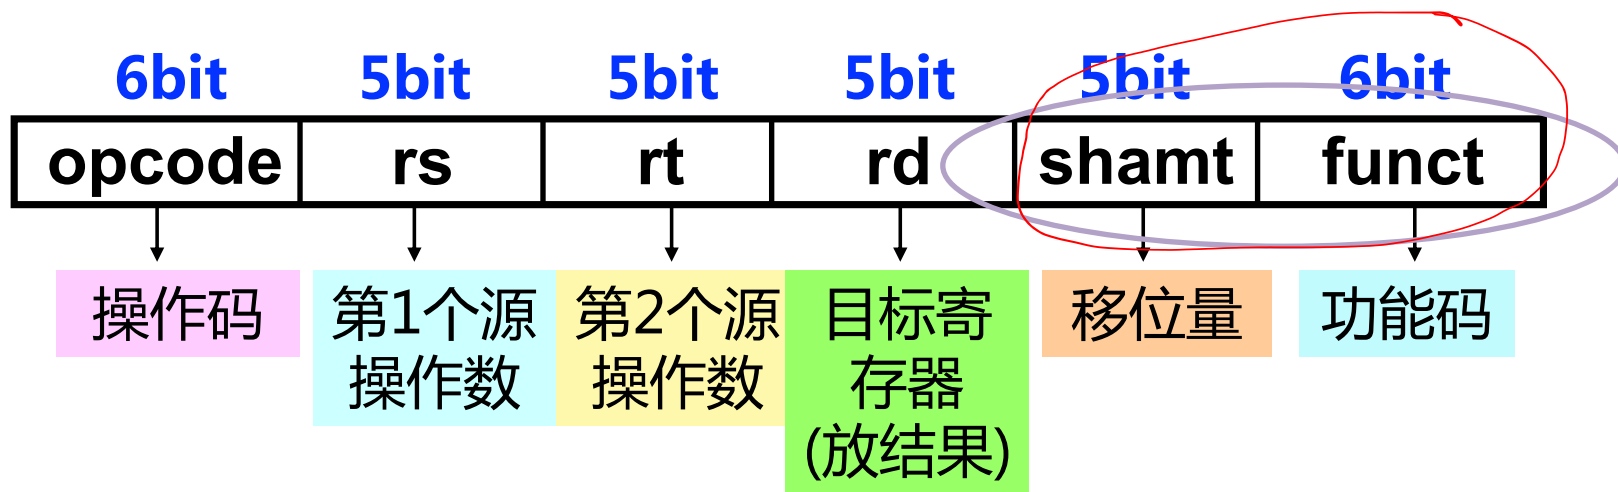 6bit 5bit 5bit 5bit 5bit 6bit
opcode rs rt rd shamt funct
操作码
第1个源
操作数
第2个源
操作数
目标寄
存器
(放结果)
移位量
功能码